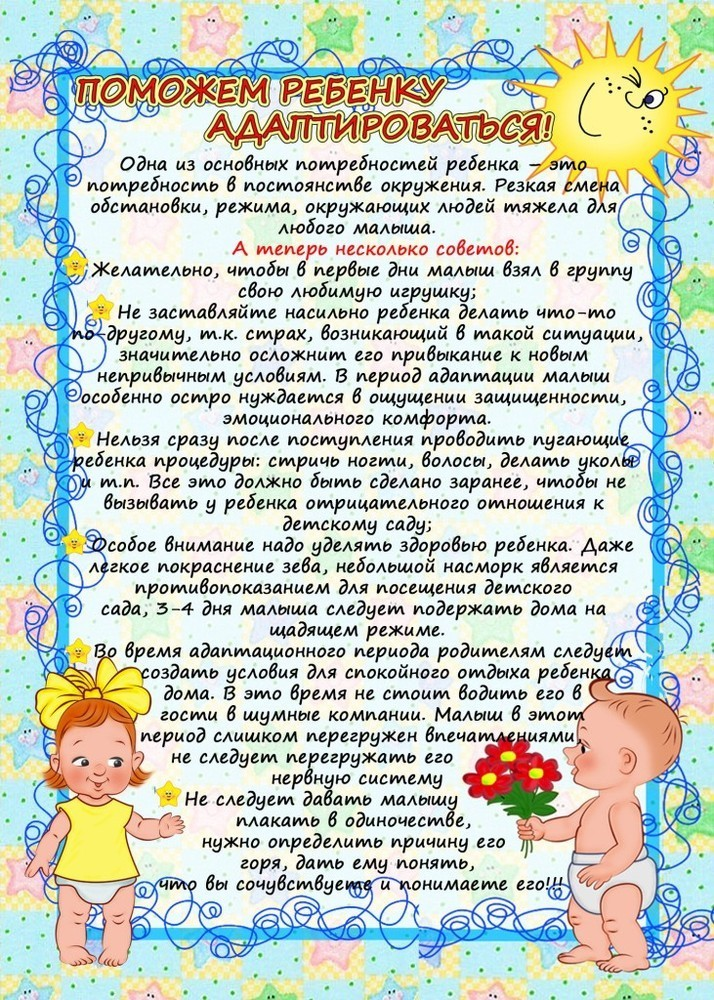 ПОМОЖЕМ РЕБЕНКУ
АДАПТИРОВАТЬСЯ!
Одна из основных потребностей ребенка – это
потребность в постоянстве окружения. Резкая смена
обстановки, режима, окружающих людей тяжела для
любого малыша.
А теперь несколько советов:
Желательно, чтобы в первые дни малыш взял в группу
свою любимую игрушку;
Не заставляйте насильно ребенка делать что-то
по-другому, т.к. страх, возникающий в такой ситуации,
значительно осложнит его привыкание к новым
непривычным условиям. В период адаптации малыш
особенно остро нуждается в ощущении защищенности,
эмоционального комфорта.
Нельзя сразу после поступления проводить пугающие
ребенка процедуры: стричь ногти, волосы, делать уколы
и т.п. Все это должно быть сделано заранее, чтобы не
вызывать у ребенка отрицательного отношения к
детскому саду;
Особое внимание надо уделять здоровью ребенка. Даже
легкое покраснение зева, небольшой насморк является
противопоказанием для посещения детского
сада, 3-4 дня малыша следует подержать дома на
щадящем режиме.
Во время адаптационного периода родителям следует
создать условия для спокойного отдыха ребенка
дома. В это время не стоит водить его в
гости в шумные компании. Малыш в этот
период слишком перегружен впечатлениями,
не следует перегружать его
нервную систему
Не следует давать малышу
плакать в одиночестве,
нужно определить причину его
горя, дать ему понять,
что вы сочувствуете и понимаете его!!!